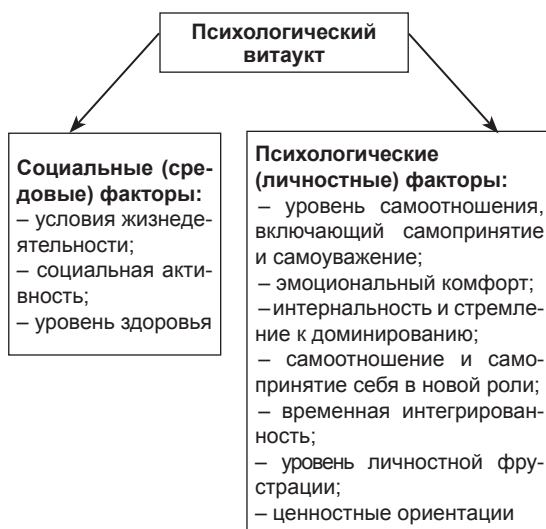 Психологический
витаукт
Социальные (сре-
довые) факторы:
– условия жизнеде-
ятельности;
– социальная акти-
вность;
– уровень здоровья
Психологические
(личностные) факторы:
– уровень самоотношения,
включающий самопринятие
и самоуважение;
– эмоциональный комфорт;
–интернальность и стремле-
ние к доминированию;
– самоотношение и само-
принятие себя в новой роли;
– временная интегрирован-
ность;
– уровень личностной фру-
страции;
– ценностные ориентации